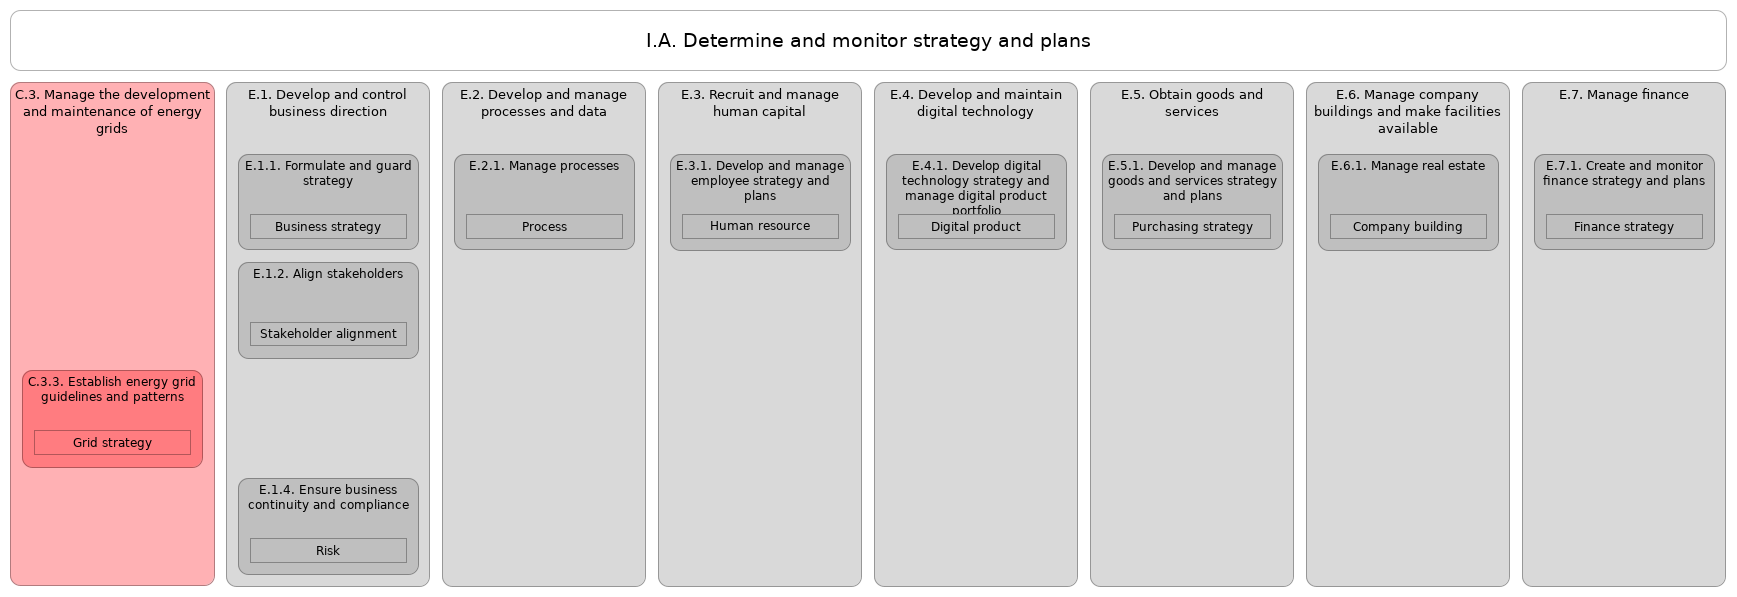 I.A. Determine and monitor strategy and plans
C.3. Manage the development
and maintenance of energy
grids
C.3.3. Establish energy grid
guidelines and patterns
Grid strategy
E.1. Develop and control
business direction
E.1.1. Formulate and guard
strategy
Business strategy
E.1.2. Align stakeholders
Stakeholder alignment
E.1.4. Ensure business
continuity and compliance
Risk
E.2. Develop and manage
processes and data
E.2.1. Manage processes
Process
E.3. Recruit and manage
human capital
E.3.1. Develop and manage
employee strategy and
plans
Human resource
E.4. Develop and maintain
digital technology
E.4.1. Develop digital
technology strategy and
manage digital product
portfolio
Digital product
E.5. Obtain goods and
services
E.5.1. Develop and manage
goods and services strategy
and plans
Purchasing strategy
E.6. Manage company
buildings and make facilities
available
E.6.1. Manage real estate
Company building
E.7. Manage finance
E.7.1. Create and monitor
finance strategy and plans
Finance strategy